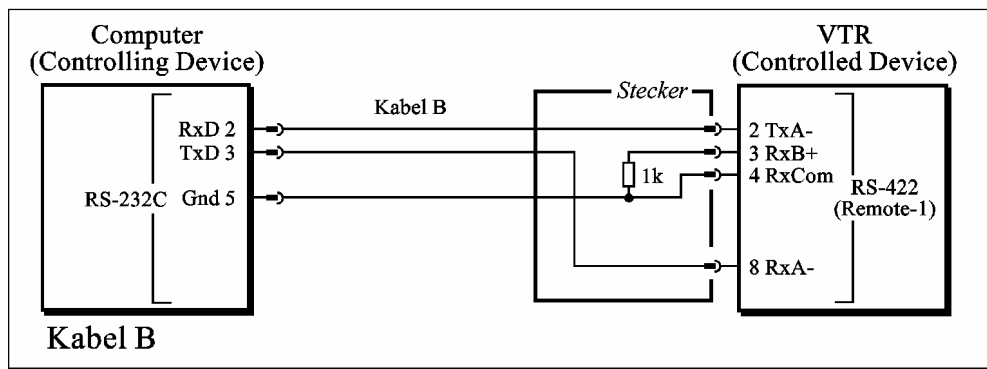 Computer
(Controlling Device)
VTR
(Controlled Device)
Stecker
Kabel B
RxD 2
TxD 3
Gnd 5
RS-232C
1k
2 TxA-
3 RxB+
4 RxCom
8 RxA-
RS-422
(Remote-1)
Kabel B